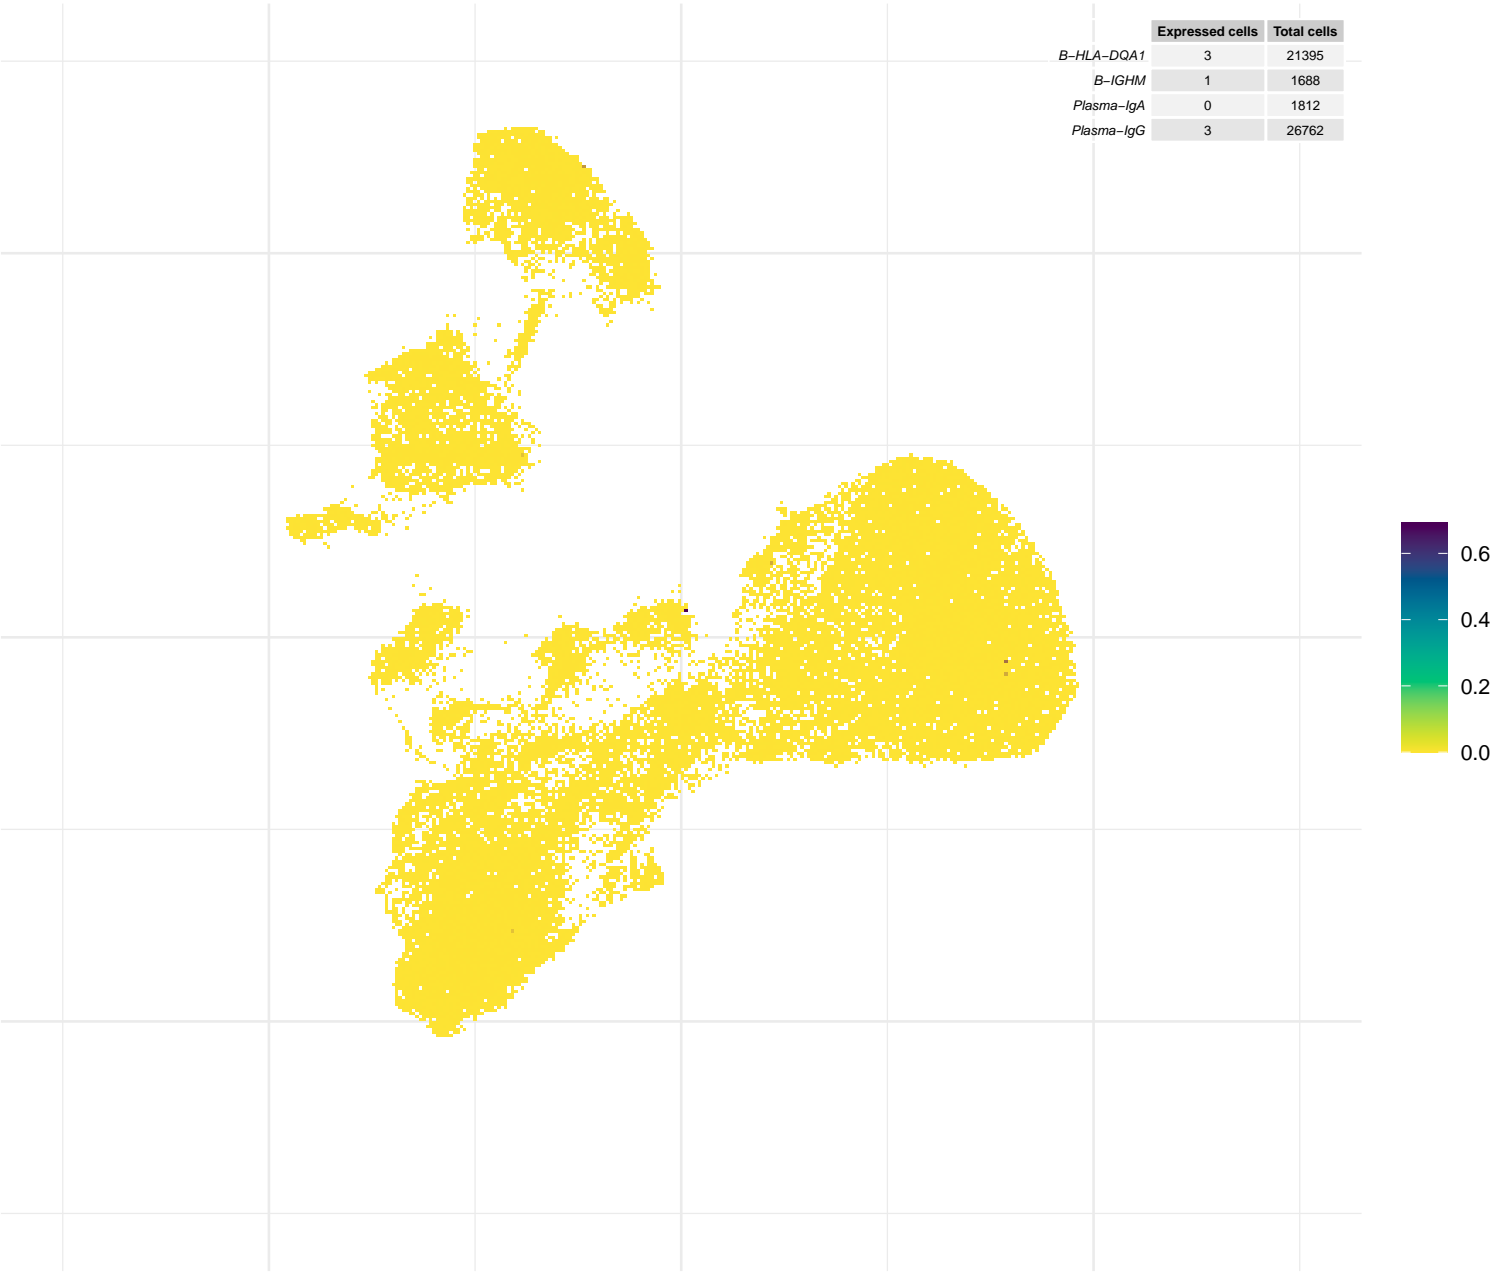 Expressed cells Total cells
B−HLA−DQA1 3 21395
B−IGHM 1 1688
Plasma−IgA 0 1812
Plasma−IgG 3 26762
0.6
0.4
0.2
0.0